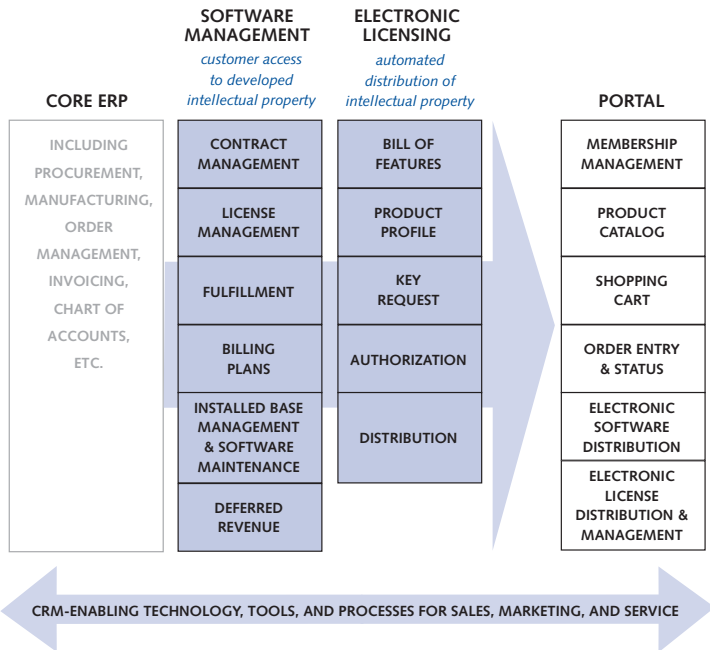 SOFTWARE
MANAGEMENT
customer access
to developed
intellectual property
ELECTRONIC
LICENSING
automated
distribution of
intellectual property
CORE ERP
PORTAL
INCLUDING
PROCUREMENT,
MANUFACTURING,
ORDER
MANAGEMENT,
INVOICING,
CHART OF
ACCOUNTS,
ETC.
CONTRACT
MANAGEMENT
LICENSE
MANAGEMENT
FULFILLMENT
BILLING
PLANS
INSTALLED BASE
MANAGEMENT
& SOFTWARE
MAINTENANCE
DEFERRED
REVENUE
BILL OF
FEATURES
PRODUCT
PROFILE
KEY
REQUEST
AUTHORIZATION
DISTRIBUTION
MEMBERSHIP
MANAGEMENT
PRODUCT
CATALOG
SHOPPING
CART
ORDER ENTRY
& STATUS
ELECTRONIC
SOFTWARE
DISTRIBUTION
ELECTRONIC
LICENSE
DISTRIBUTION &
MANAGEMENT
CRM-ENABLING TECHNOLOGY, TOOLS, AND PROCESSES FOR SALES, MARKETING, AND SERVICE